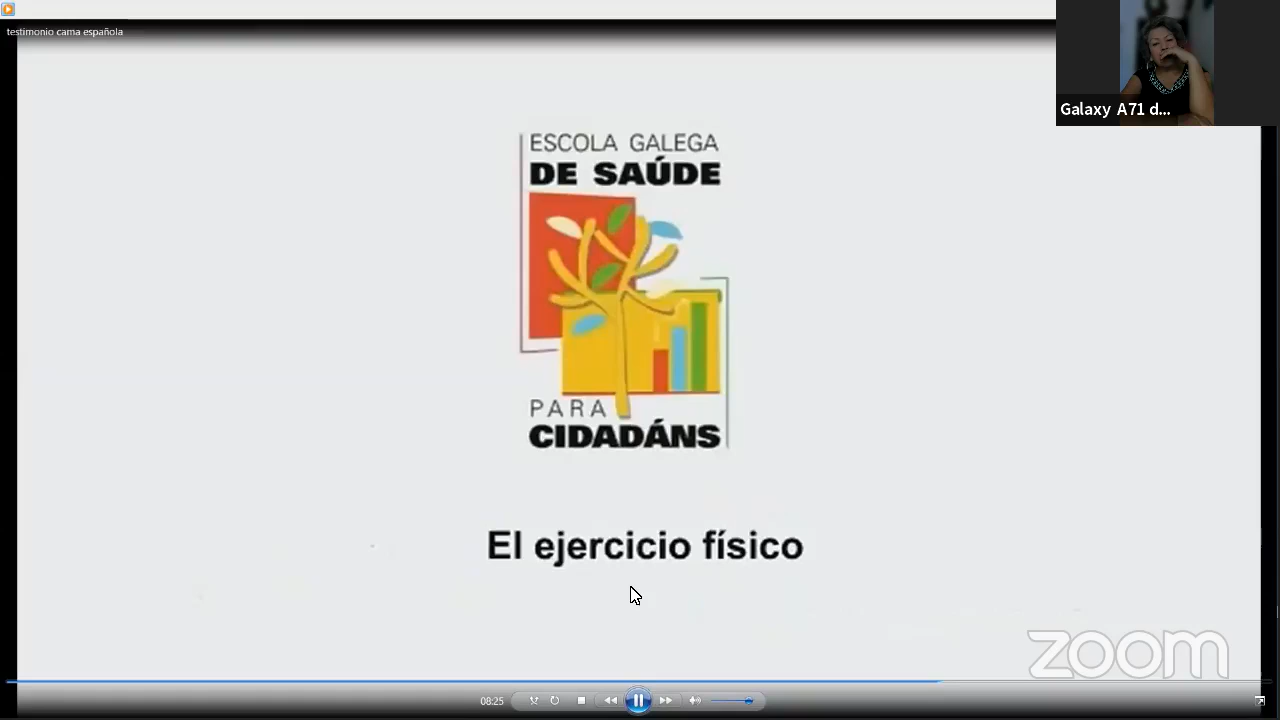 testimonio cama española
Galaxy A71 d...
ESCOLA GALEGA
DE SAÚDE
PARA
CIDADÁNS
El ejercicio físico
zoom
08:25